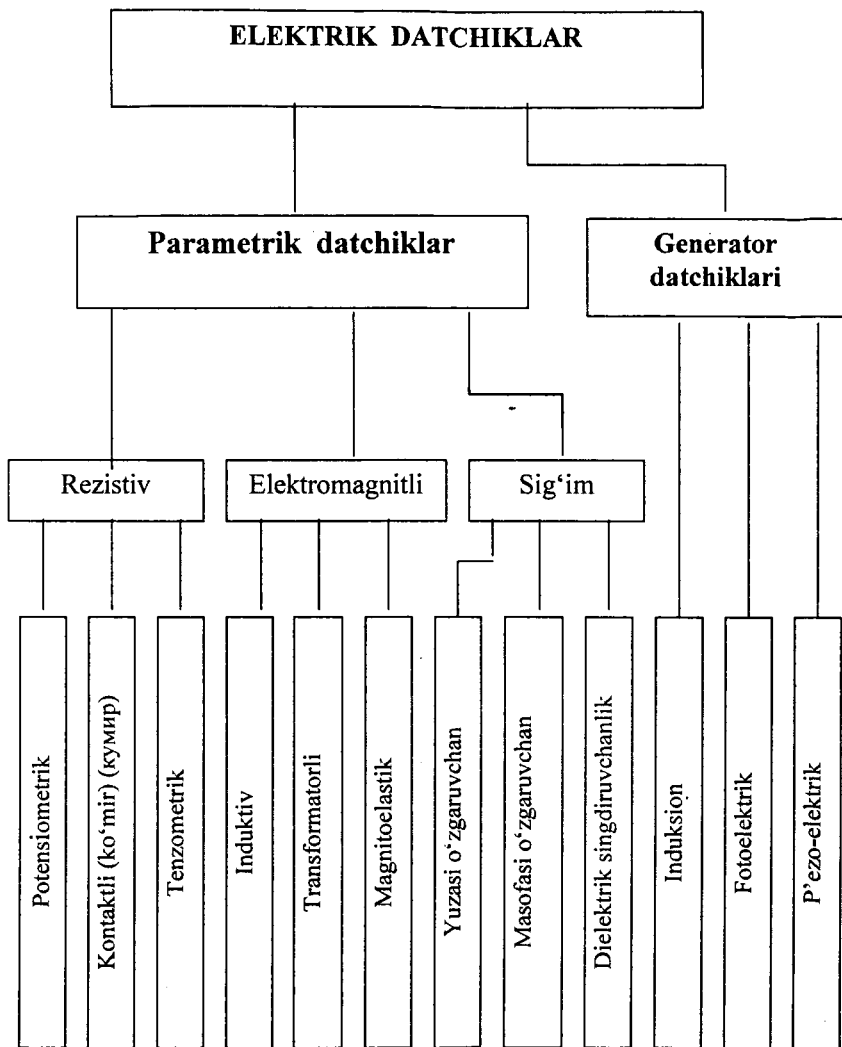 ELEKTRIK DATCHIKLAR
Parametrik datchiklar
Generator
datchiklari
Rezistiv
Elektromagnitli
Sig‘im
Potensiometrik
Kontaktli (ko‘mir) (кумир)
Tenzometrik
Induktiv
Transformatorli
Magnitoelastik
Yuzasi o‘zgaruvchan
Masofasi o‘zgaruvchan
Dielektrik singdiruvchanlik
Induksion
Fotoelektrik
P’ezo-elektrik